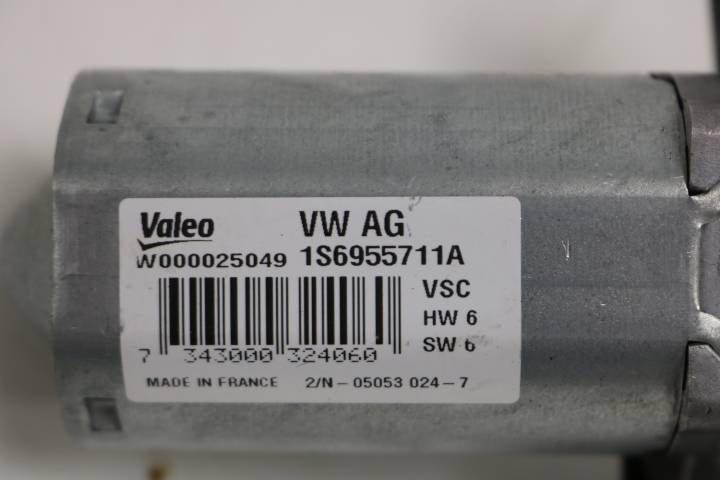 Valeo VW AG
W000025049 1S6955711A
VSC
HW 6
SW 6
7 343000 324060
MADE IN FRANCE 2/N - 05053 024 - 7